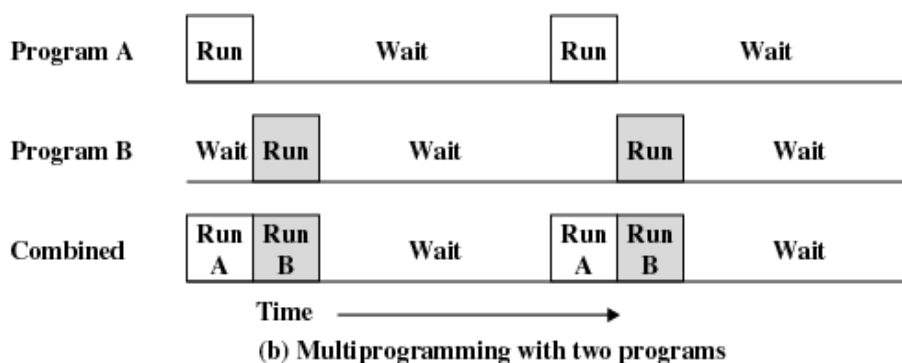 Program A Run Wait Run Wait
Program B Wait Run Wait Run Wait
Combined Run A Run B Wait Run A Run B Wait
Time
(b) Multiprogramming with two programs